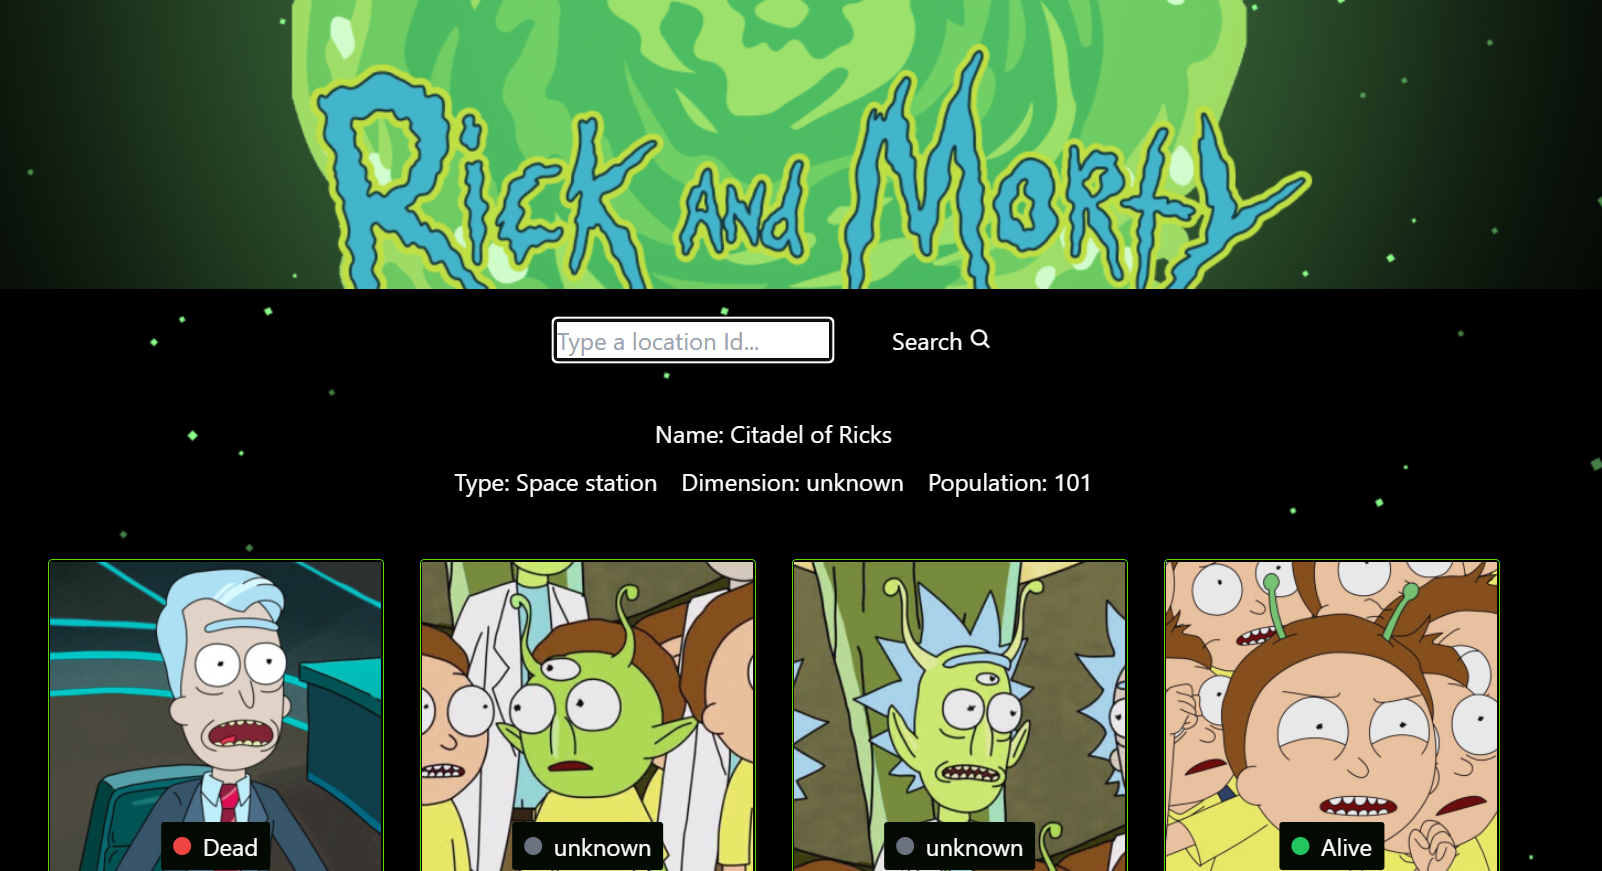 Rick and Morty
Type a location Id...
Search
Name: Citadel of Ricks
Type: Space station Dimension: unknown Population: 101
Dead
unknown
unknown
Alive